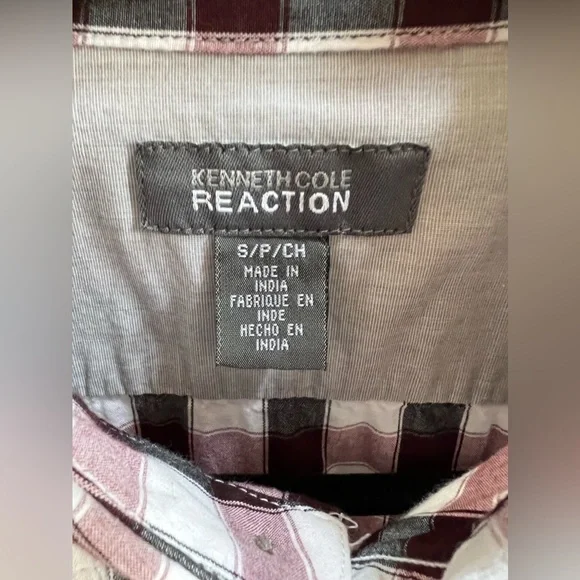 KENNETH COLE
REACTION
S/P/CH
MADE IN
INDIA
FABRIQUE EN
INDE
HECHO EN
INDIA